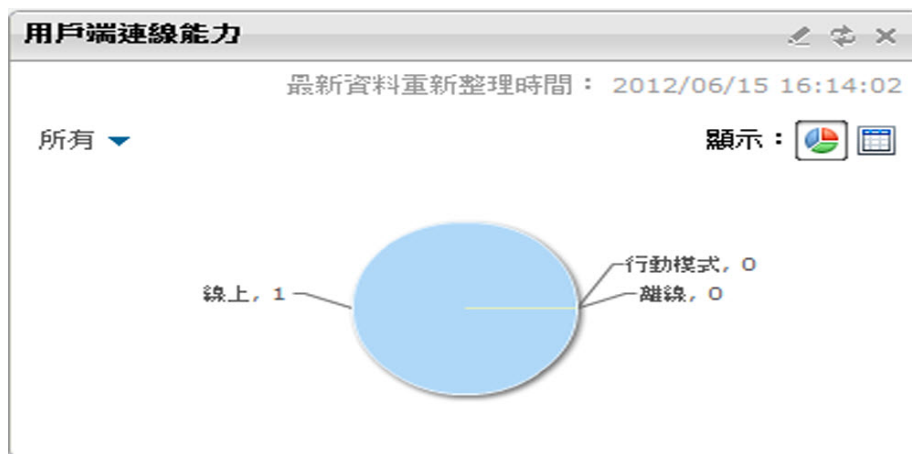 用戶端連線能力
最新資料重新整理時間： 2012/06/15 16:14:02
所有 顯示：
行動模式, 0
線上, 1 離線, 0